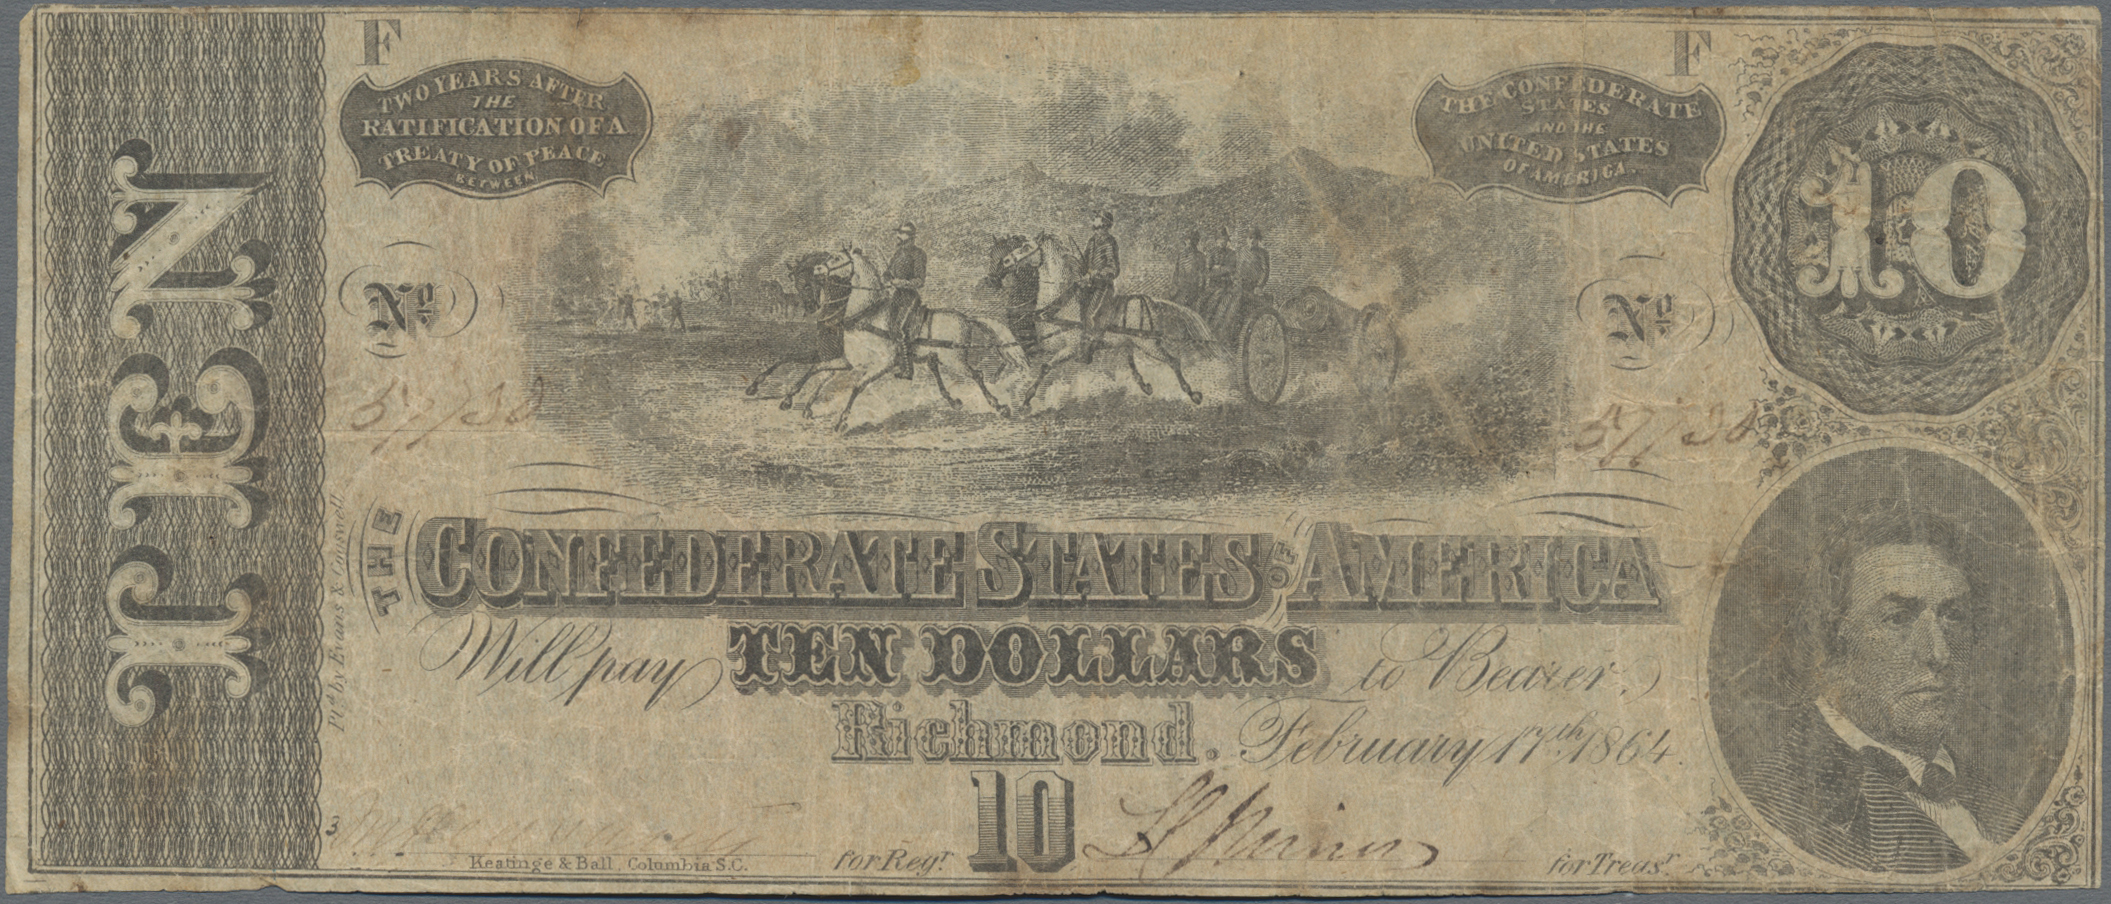 F
F
TWO YEARS AFTER
THE
RATIFICATION OF A
TREATY OF PEACE
BETWEEN
THE CONFEDERATE
STATES
AND THE
UNITED STATES
OF AMERICA.
10
TEN
No.
No.
THE CONFEDERATE STATES OF AMERICA
Will pay TEN DOLLARS to Bearer,
Richmond. February 17th 1864.
Ptd. by Evans & Cogswell
3
10
Keatinge & Ball, Columbia S.C.
for Regr.
for Treasr.